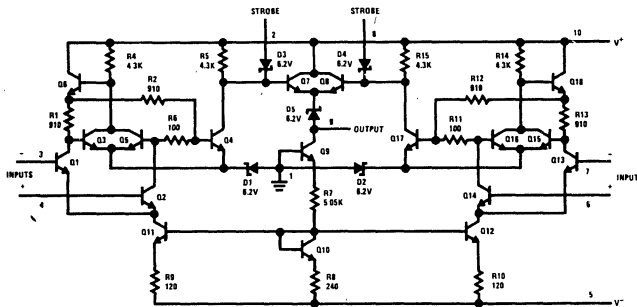 STROBE
STROBE
2
8
10
V+
R4
4.3K
R5
4.3K
D3
6.2V
D4
6.2V
R15
4.3K
R14
4.3K
Q6
Q7
Q8
Q18
R2
910
R12
910
R1
910
D5
6.2V
R13
910
R6
100
R11
100
9
OUTPUT
Q3
Q5
Q4
Q17
Q16
Q15
3
Q1
Q9
Q13
7
INPUTS
INPUTS
D1
6.2V
1
D2
6.2V
4
Q2
Q14
6
R7
5.05K
Q11
Q12
Q10
R9
120
R8
240
R10
120
5
V−